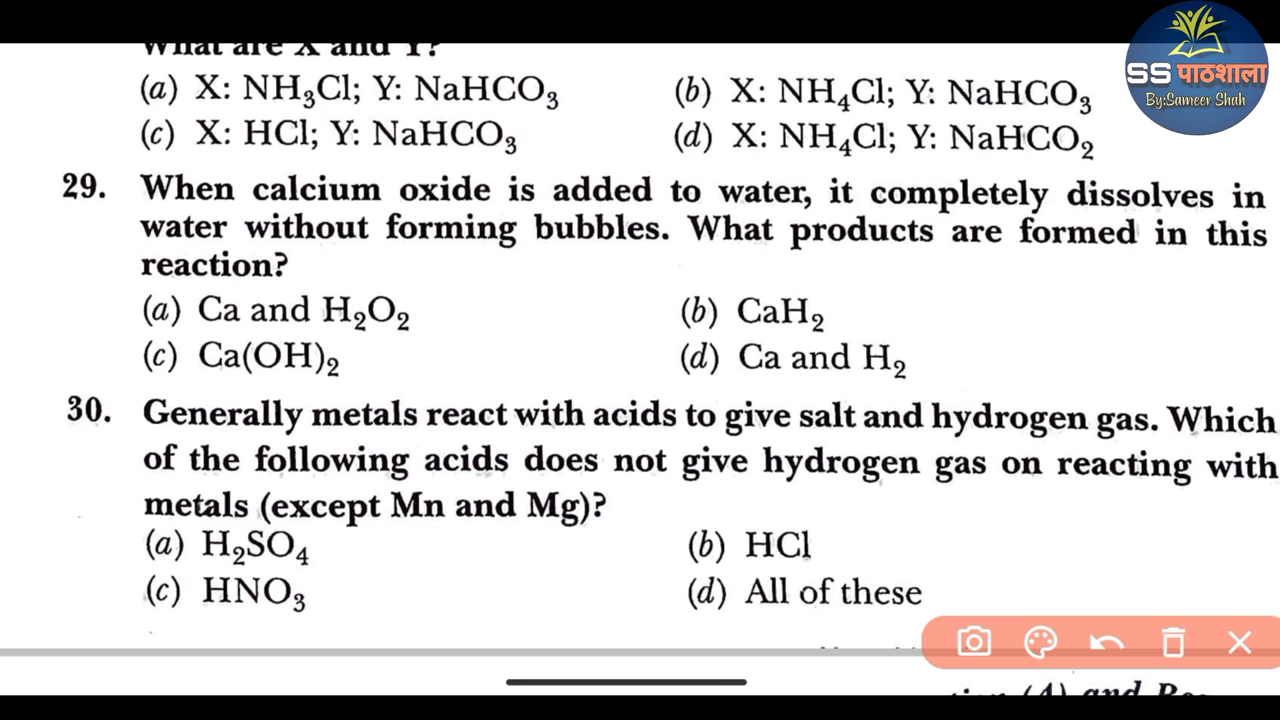 What are X and Y?
(a) X: NH₃Cl; Y: NaHCO₃ (b) X: NH₄Cl; Y: NaHCO₃
(c) X: HCl; Y: NaHCO₃ (d) X: NH₄Cl; Y: NaHCO₂
SS पाठशाला
By:Sameer Shah
29. When calcium oxide is added to water, it completely dissolves in
water without forming bubbles. What products are formed in this
reaction?
(a) Ca and H₂O₂ (b) CaH₂
(c) Ca(OH)₂ (d) Ca and H₂
30. Generally metals react with acids to give salt and hydrogen gas. Which
of the following acids does not give hydrogen gas on reacting with
metals (except Mn and Mg)?
(a) H₂SO₄ (b) HCl
(c) HNO₃ (d) All of these
(A) and